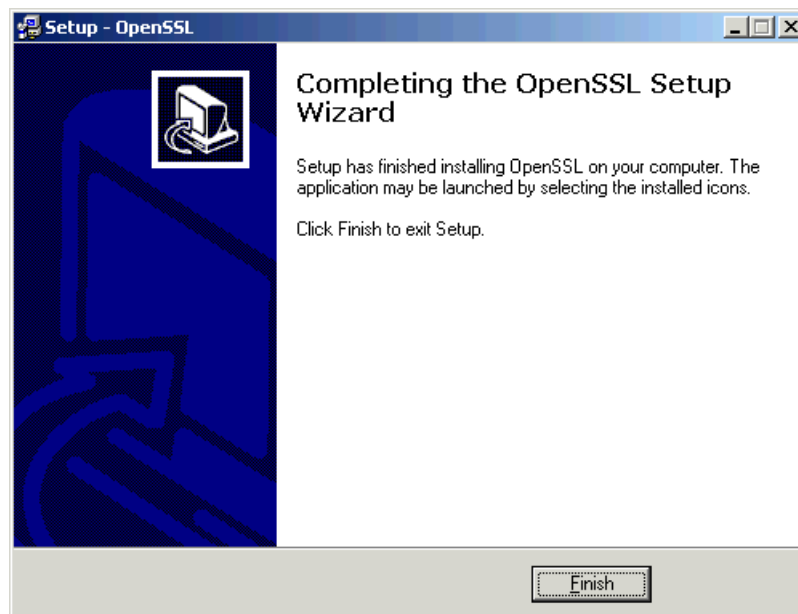 Setup - OpenSSL
Completing the OpenSSL Setup
Wizard
Setup has finished installing OpenSSL on your computer. The
application may be launched by selecting the installed icons.
Click Finish to exit Setup.
Finish